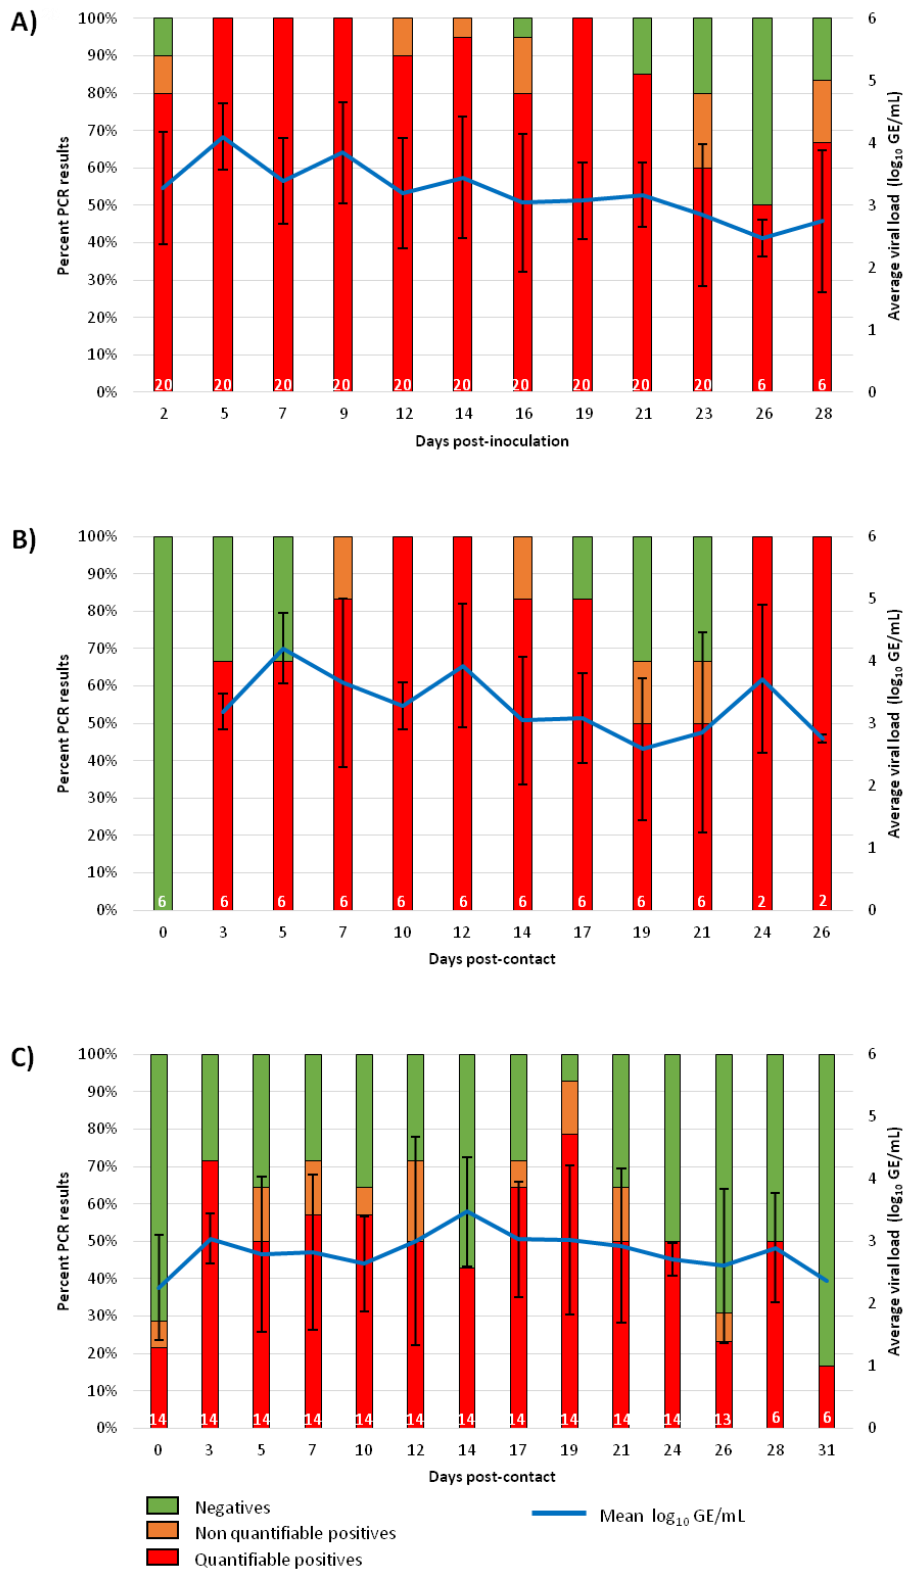 A)
100%
90%
80%
70%
60%
50%
40%
30%
20%
10%
0%
Percent PCR results
6
5
4
3
2
1
0
Average viral load (log10 GE/mL)
20 20 20 20 20 20 20 20 20 20 6 6
2 5 7 9 12 14 16 19 21 23 26 28
Days post-inoculation
B)
100%
90%
80%
70%
60%
50%
40%
30%
20%
10%
0%
Percent PCR results
6
5
4
3
2
1
0
Average viral load (log10 GE/mL)
6 6 6 6 6 6 6 6 6 6 2 2
0 3 5 7 10 12 14 17 19 21 24 26
Days post-contact
C)
100%
90%
80%
70%
60%
50%
40%
30%
20%
10%
0%
Percent PCR results
6
5
4
3
2
1
0
Average viral load (log10 GE/mL)
14 14 14 14 14 14 14 14 14 14 14 13 6 6
0 3 5 7 10 12 14 17 19 21 24 26 28 31
Days post-contact
Negatives
Non quantifiable positives
Quantifiable positives
Mean log10 GE/mL